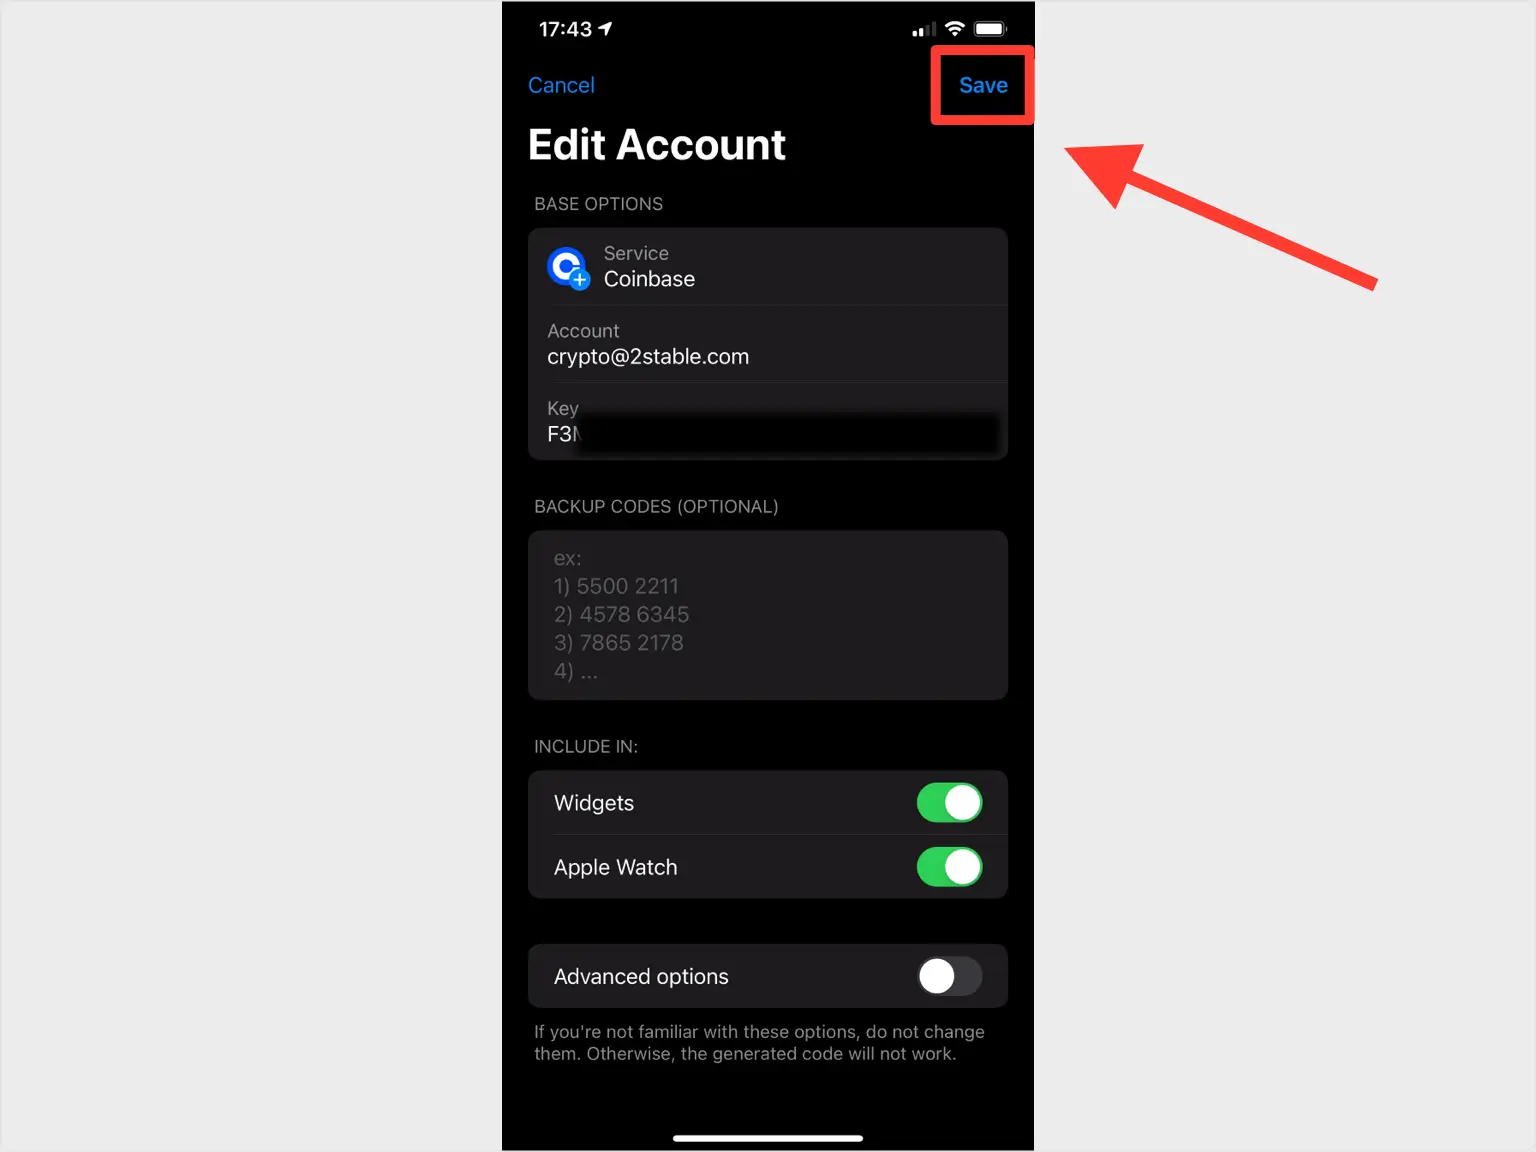 17:43
Cancel
Save
Edit Account
BASE OPTIONS
Service
Coinbase
Account
crypto@2stable.com
Key
F3
BACKUP CODES (OPTIONAL)
ex:
1) 5500 2211
2) 4578 6345
3) 7865 2178
4) ...
INCLUDE IN:
Widgets
Apple Watch
Advanced options
If you're not familiar with these options, do not change
them. Otherwise, the generated code will not work.